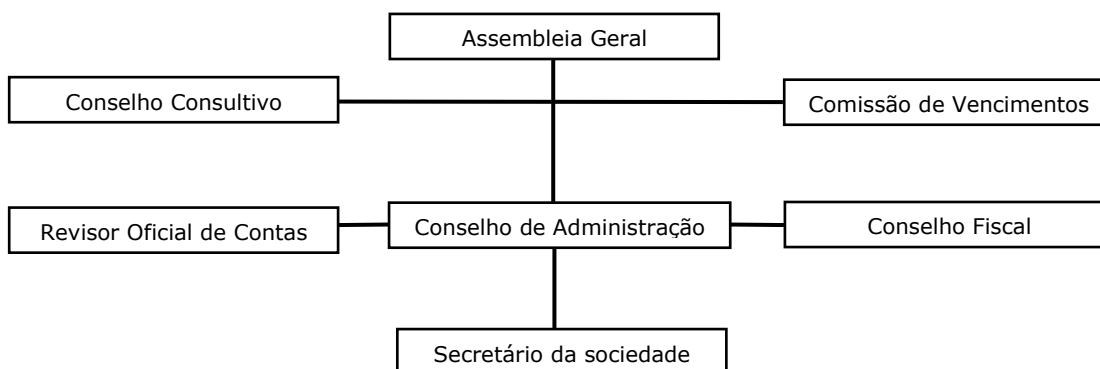 Assembleia Geral
Conselho Consultivo
Comissão de Vencimentos
Revisor Oficial de Contas
Conselho de Administração
Conselho Fiscal
Secretário da sociedade